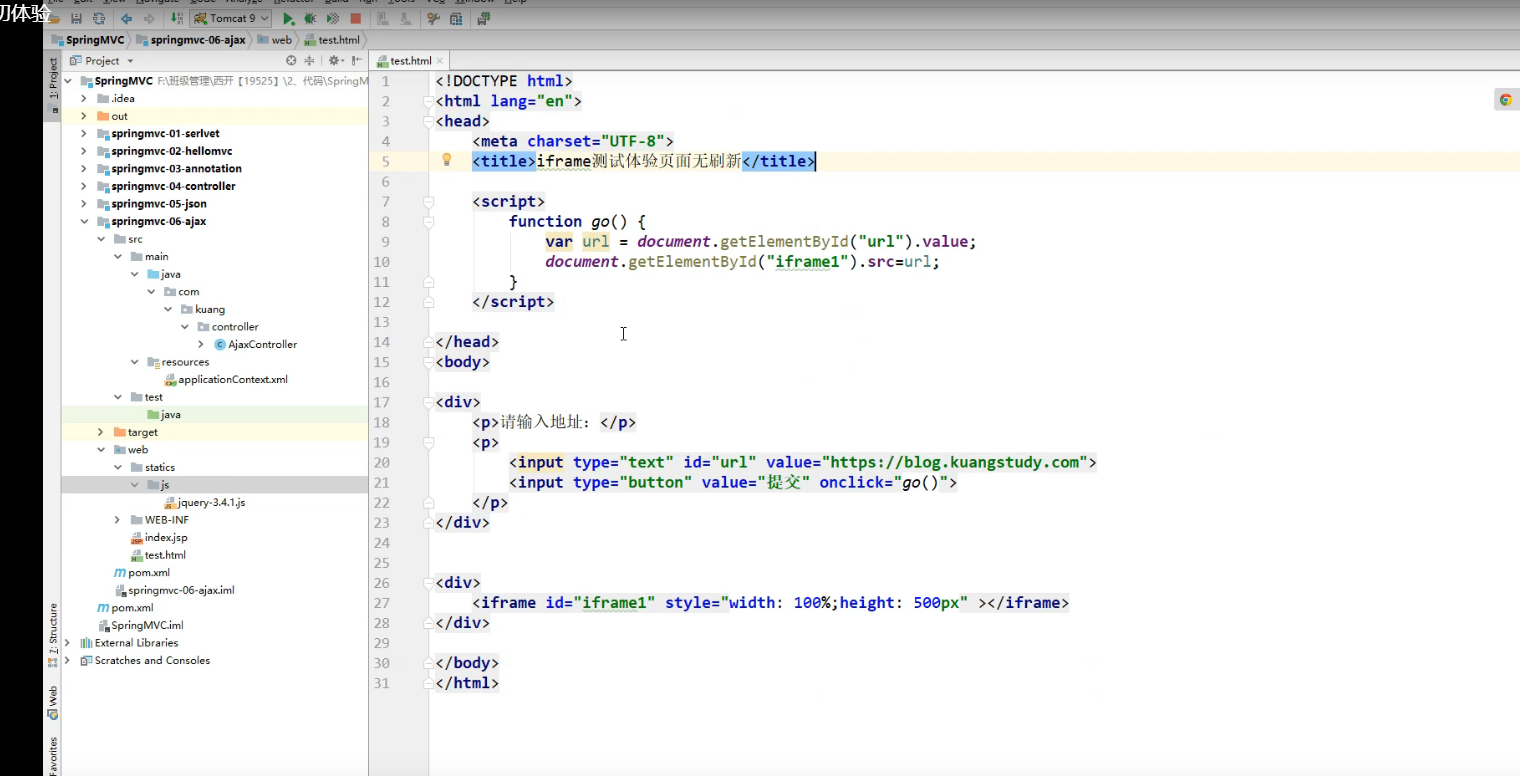 初体验
Tomcat 9
SpringMVC springmvc-06-ajax web test.html
Project
test.html
1: Project
SpringMVC F:\班级管理\西开【19525】\2、代码\SpringM
.idea
out
springmvc-01-serlvet
springmvc-02-hellomvc
springmvc-03-annotation
springmvc-04-controller
springmvc-05-json
springmvc-06-ajax
src
main
java
com
kuang
controller
AjaxController
resources
applicationContext.xml
test
java
target
web
statics
js
jquery-3.4.1.js
WEB-INF
index.jsp
test.html
pom.xml
springmvc-06-ajax.iml
pom.xml
SpringMVC.iml
External Libraries
Scratches and Consoles
7: Structure
Web
Favorites
1 <!DOCTYPE html>
2 <html lang="en">
3 <head>
4 <meta charset="UTF-8">
5 <title>iframe测试体验页面无刷新</title>
6
7 <script>
8 function go() {
9 var url = document.getElementById("url").value;
10 document.getElementById("iframe1").src=url;
11 }
12 </script>
13
14 </head>
15 <body>
16
17 <div>
18 <p>请输入地址：</p>
19 <p>
20 <input type="text" id="url" value="https://blog.kuangstudy.com">
21 <input type="button" value="提交" onclick="go()">
22 </p>
23 </div>
24
25
26 <div>
27 <iframe id="iframe1" style="width: 100%;height: 500px" ></iframe>
28 </div>
29
30 </body>
31 </html>